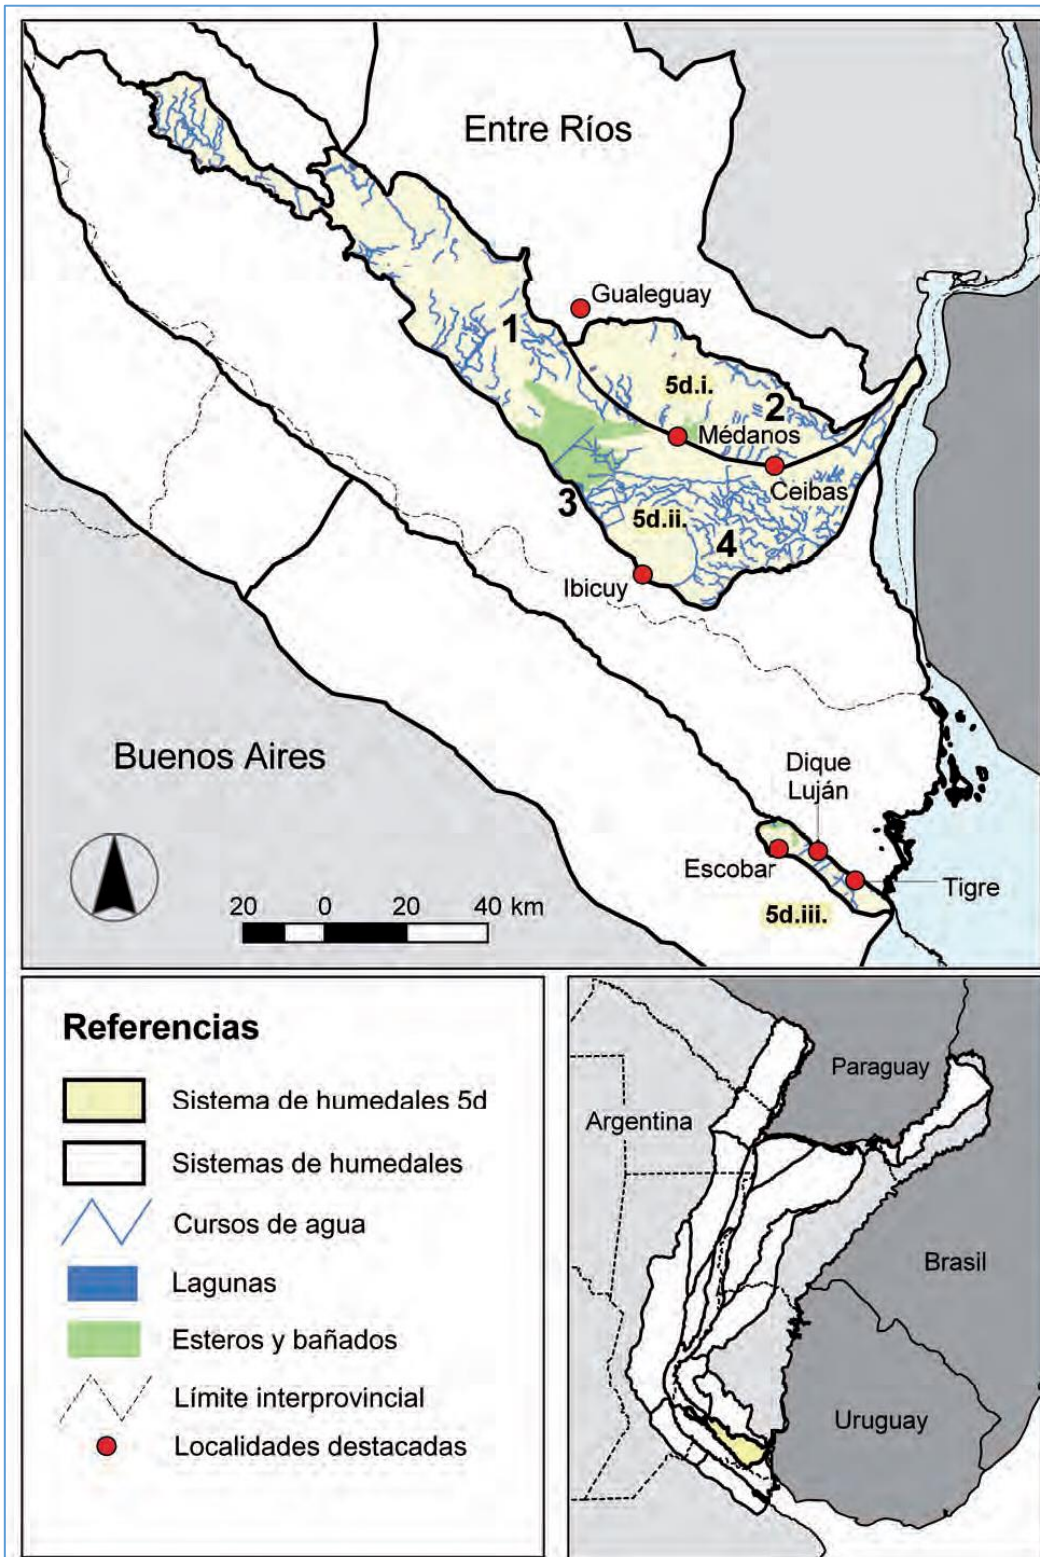 Entre Ríos
Gualeguay
1
5d.i.
2
Médanos
Ceibas
3
5d.ii.
4
Ibicuy
Buenos Aires
Dique
Luján
Escobar
Tigre
5d.iii.
20 0 20 40 km
Referencias
Sistema de humedales 5d
Sistemas de humedales
Cursos de agua
Lagunas
Esteros y bañados
Límite interprovincial
Localidades destacadas
Paraguay
Argentina
Brasil
Uruguay